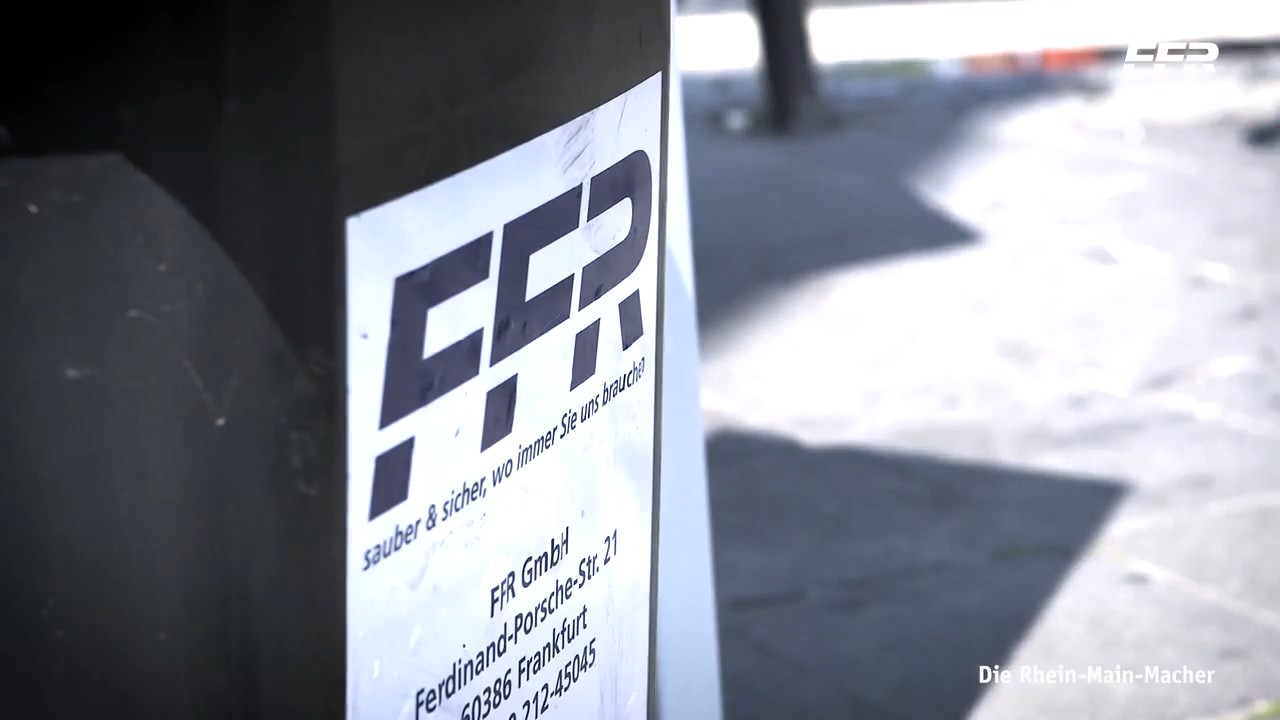 FFR
FFR
sauber & sicher, wo immer Sie uns brauchen
FFR GmbH
Ferdinand-Porsche-Str. 21
60386 Frankfurt
212-45045
Die Rhein-Main-Macher